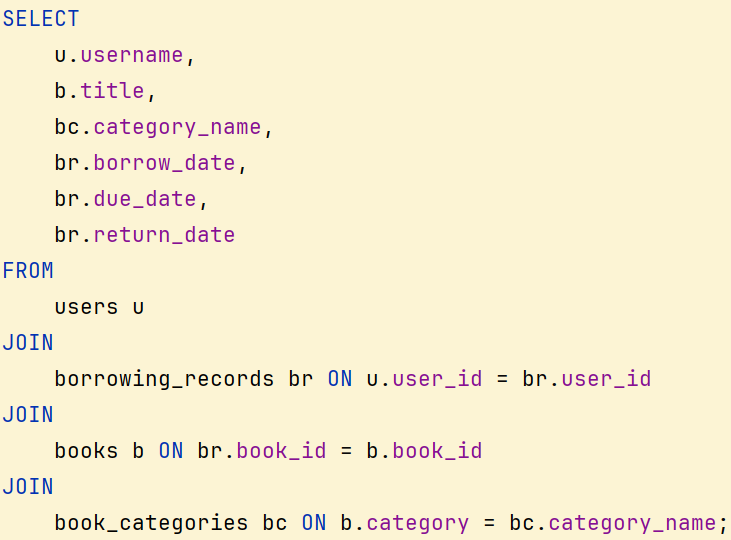 SELECT
    u.username,
    b.title,
    bc.category_name,
    br.borrow_date,
    br.due_date,
    br.return_date
FROM
    users u
JOIN
    borrowing_records br ON u.user_id = br.user_id
JOIN
    books b ON br.book_id = b.book_id
JOIN
    book_categories bc ON b.category = bc.category_name;